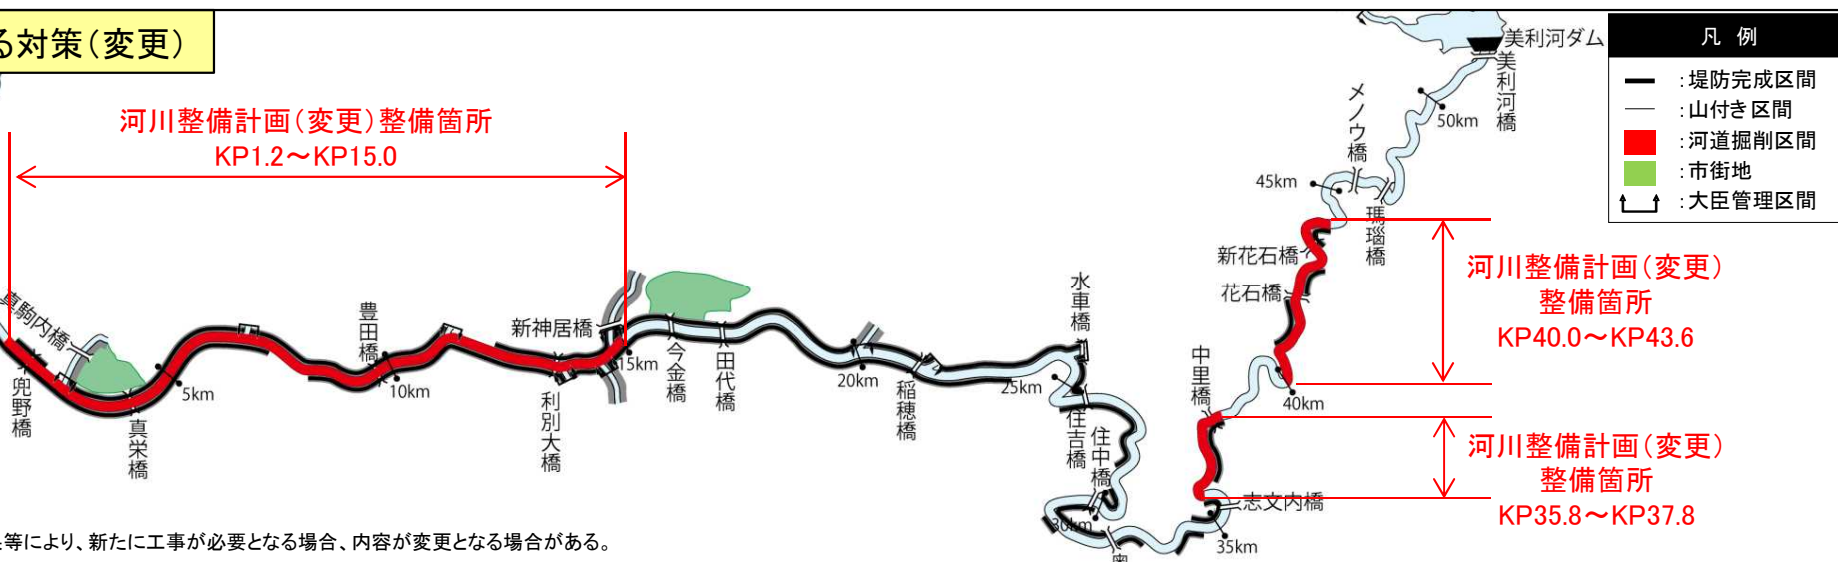 る対策(変更)
河川整備計画(変更)整備箇所
KP1.2～KP15.0
美利河ダム
美利河橋
凡 例
:堤防完成区間
:山付き区間
:河道掘削区間
:市街地
:大臣管理区間
50km
メノウ橋
45km
瑪瑙橋
新花石橋
花石橋
河川整備計画(変更)
整備箇所
KP40.0～KP43.6
40km
中里橋
河川整備計画(変更)
整備箇所
KP35.8～KP37.8
志文内橋
35km
真駒内橋
兜野橋
真栄橋
5km
豊田橋
10km
新神居橋
利別大橋
15km
今金橋
田代橋
20km
稲穂橋
水車橋
25km
住吉橋
住中橋
30km
奥
等により、新たに工事が必要となる場合、内容が変更となる場合がある。